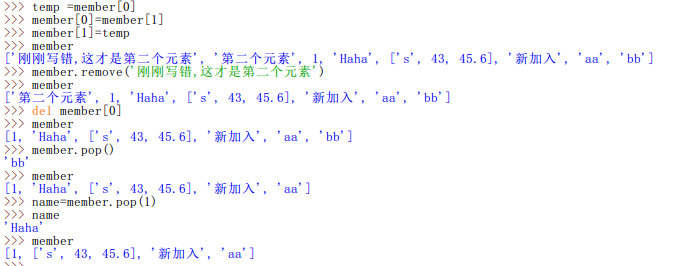 >>> temp =member[0]
>>> member[0]=member[1]
>>> member[1]=temp
>>> member
['刚刚写错,这才是第二个元素', '第二个元素', 1, 'Haha', ['s', 43, 45.6], '新加入', 'aa', 'bb']
>>> member.remove('刚刚写错,这才是第二个元素')
>>> member
['第二个元素', 1, 'Haha', ['s', 43, 45.6], '新加入', 'aa', 'bb']
>>> del member[0]
>>> member
[1, 'Haha', ['s', 43, 45.6], '新加入', 'aa', 'bb']
>>> member.pop()
'bb'
>>> member
[1, 'Haha', ['s', 43, 45.6], '新加入', 'aa']
>>> name=member.pop(1)
>>> name
'Haha'
>>> member
[1, ['s', 43, 45.6], '新加入', 'aa']
>>>